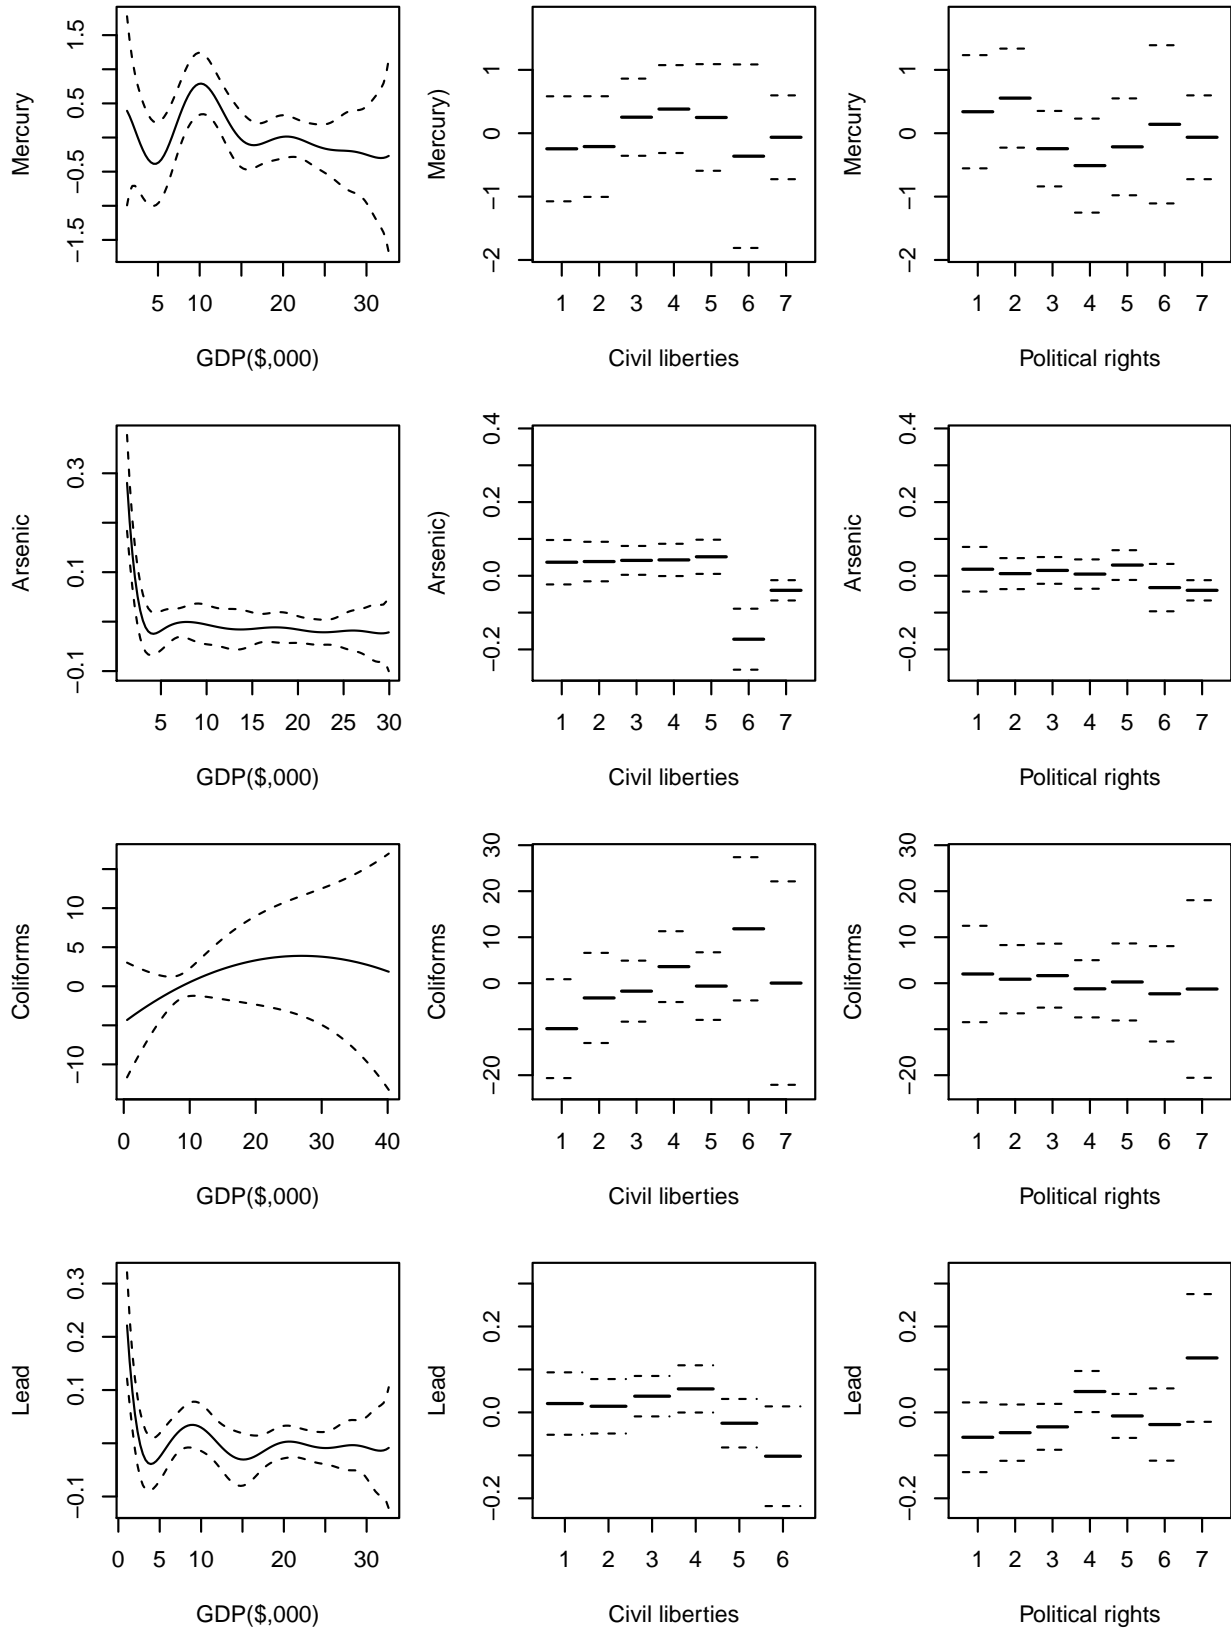 Mercury
1.5
0.5
−0.5
−1.5
5 10 20 30
GDP($,000)
Mercury)
1
0
−1
−2
1 2 3 4 5 6 7
Civil liberties
Mercury
1
0
−1
−2
1 2 3 4 5 6 7
Political rights
Arsenic
0.3
0.1
−0.1
5 10 15 20 25 30
GDP($,000)
Arsenic)
0.4
0.2
0.0
−0.2
1 2 3 4 5 6 7
Civil liberties
Arsenic
0.4
0.2
0.0
−0.2
1 2 3 4 5 6 7
Political rights
Coliforms
10
5
0
−10
0 10 20 30 40
GDP($,000)
Coliforms
30
20
10
0
−20
1 2 3 4 5 6 7
Civil liberties
Coliforms
30
20
10
0
−20
1 2 3 4 5 6 7
Political rights
Lead
0.3
0.2
0.1
−0.1
0 5 10 20 30
GDP($,000)
Lead
0.2
0.0
−0.2
1 2 3 4 5 6
Civil liberties
Lead
0.2
0.0
−0.2
1 2 3 4 5 6 7
Political rights